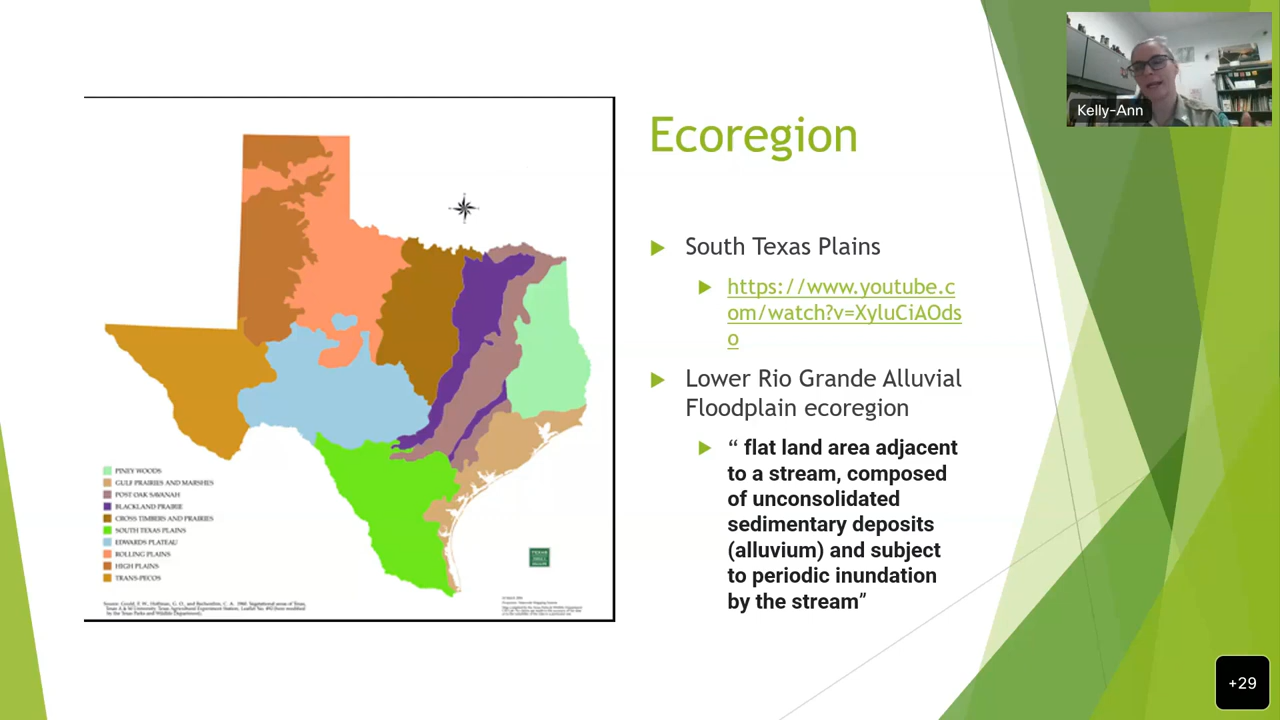 Kelly-Ann
Ecoregion
South Texas Plains
https://www.youtube.c
om/watch?v=XyluCiAOds
o
Lower Rio Grande Alluvial
Floodplain ecoregion
“ flat land area adjacent
to a stream, composed
of unconsolidated
sedimentary deposits
(alluvium) and subject
to periodic inundation
by the stream”
PINEY WOODS
GULF PRAIRIES AND MARSHES
POST OAK SAVANAH
BLACKLAND PRAIRIE
CROSS TIMBERS AND PRAIRIES
SOUTH TEXAS PLAINS
EDWARDS PLATEAU
ROLLING PLAINS
HIGH PLAINS
TRANS-PECOS
TEXAS
+29